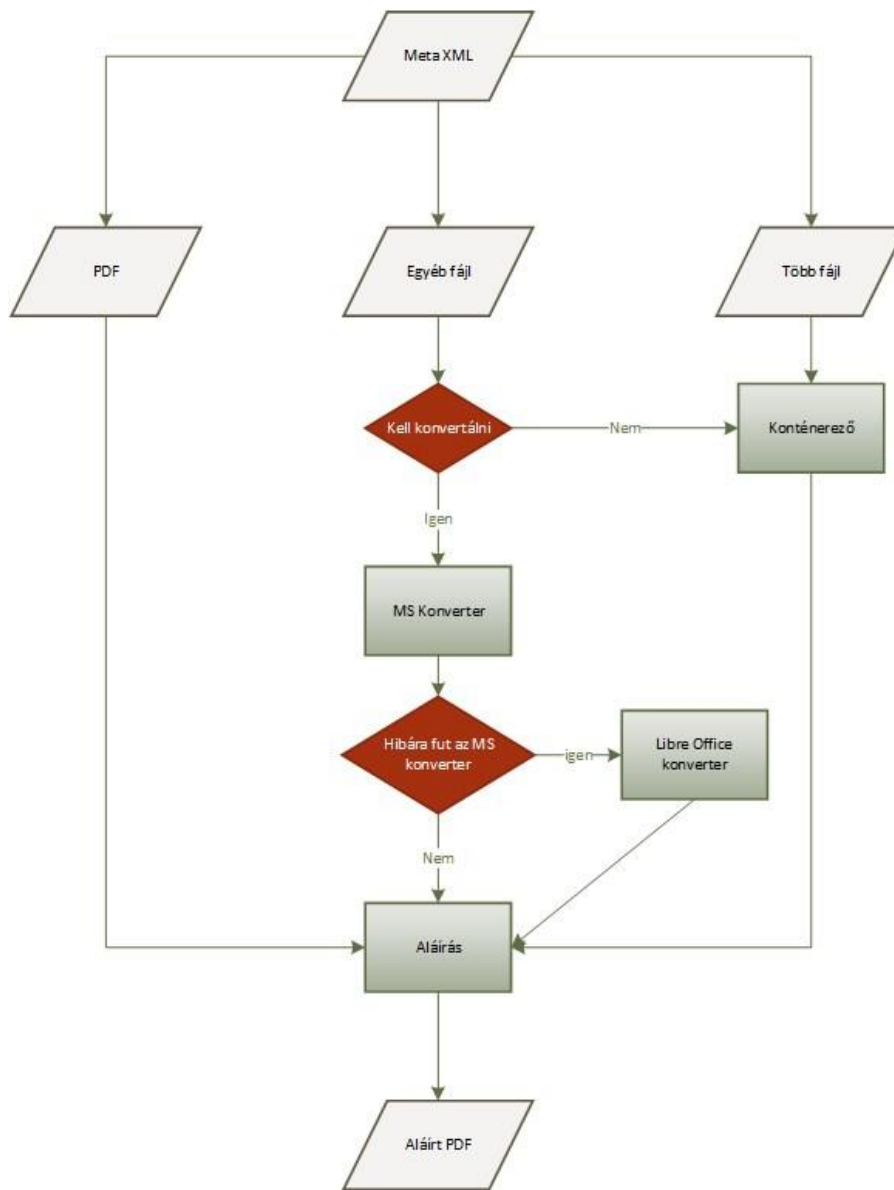 Meta XML
PDF
Egyéb fájl
Több fájl
Kell konvertálni
Nem
Konténerező
Igen
MS Konverter
Hibára fut az MS
konverter
igen
Libre Office
konverter
Nem
Aláírás
Aláírt PDF